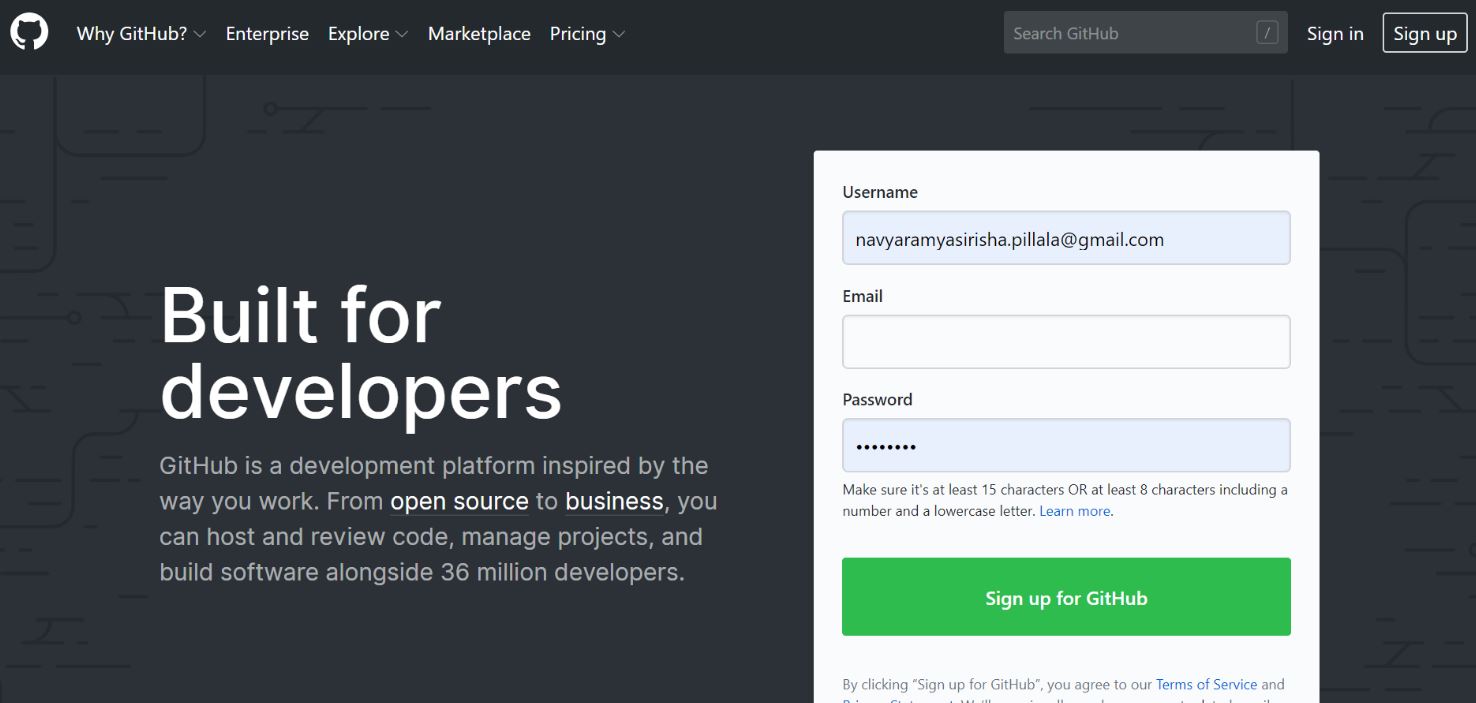 Why GitHub? Enterprise Explore Marketplace Pricing Search GitHub / Sign in Sign up
Built for
developers
GitHub is a development platform inspired by the
way you work. From open source to business, you
can host and review code, manage projects, and
build software alongside 36 million developers.
Username
navyaramyasirisha.pillala@gmail.com
Email
Password
••••••••
Make sure it's at least 15 characters OR at least 8 characters including a
number and a lowercase letter. Learn more.
Sign up for GitHub
By clicking “Sign up for GitHub”, you agree to our Terms of Service and